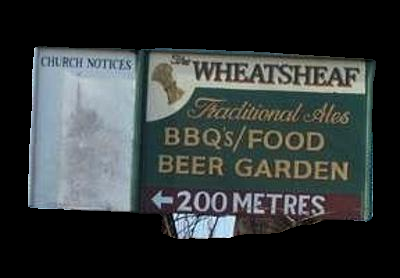 CHURCH NOTICES
The WHEATSHEAF
Traditional Ales
BBQ's/FOOD
BEER GARDEN
←200 METRES